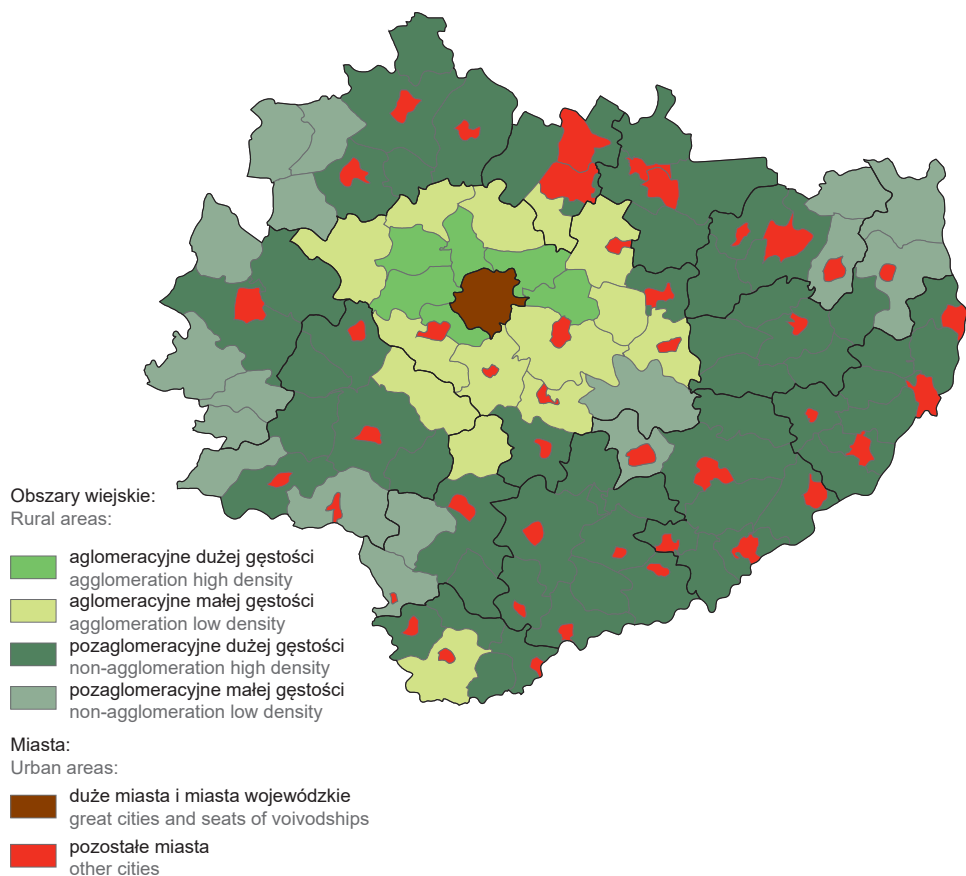 Obszary wiejskie:
Rural areas:
aglomeracyjne dużej gęstości
agglomeration high density
aglomeracyjne małej gęstości
agglomeration low density
pozaglomeracyjne dużej gęstości
non-agglomeration high density
pozaglomeracyjne małej gęstości
non-agglomeration low density
Miasta:
Urban areas:
duże miasta i miasta wojewódzkie
great cities and seats of voivodships
pozostałe miasta
other cities